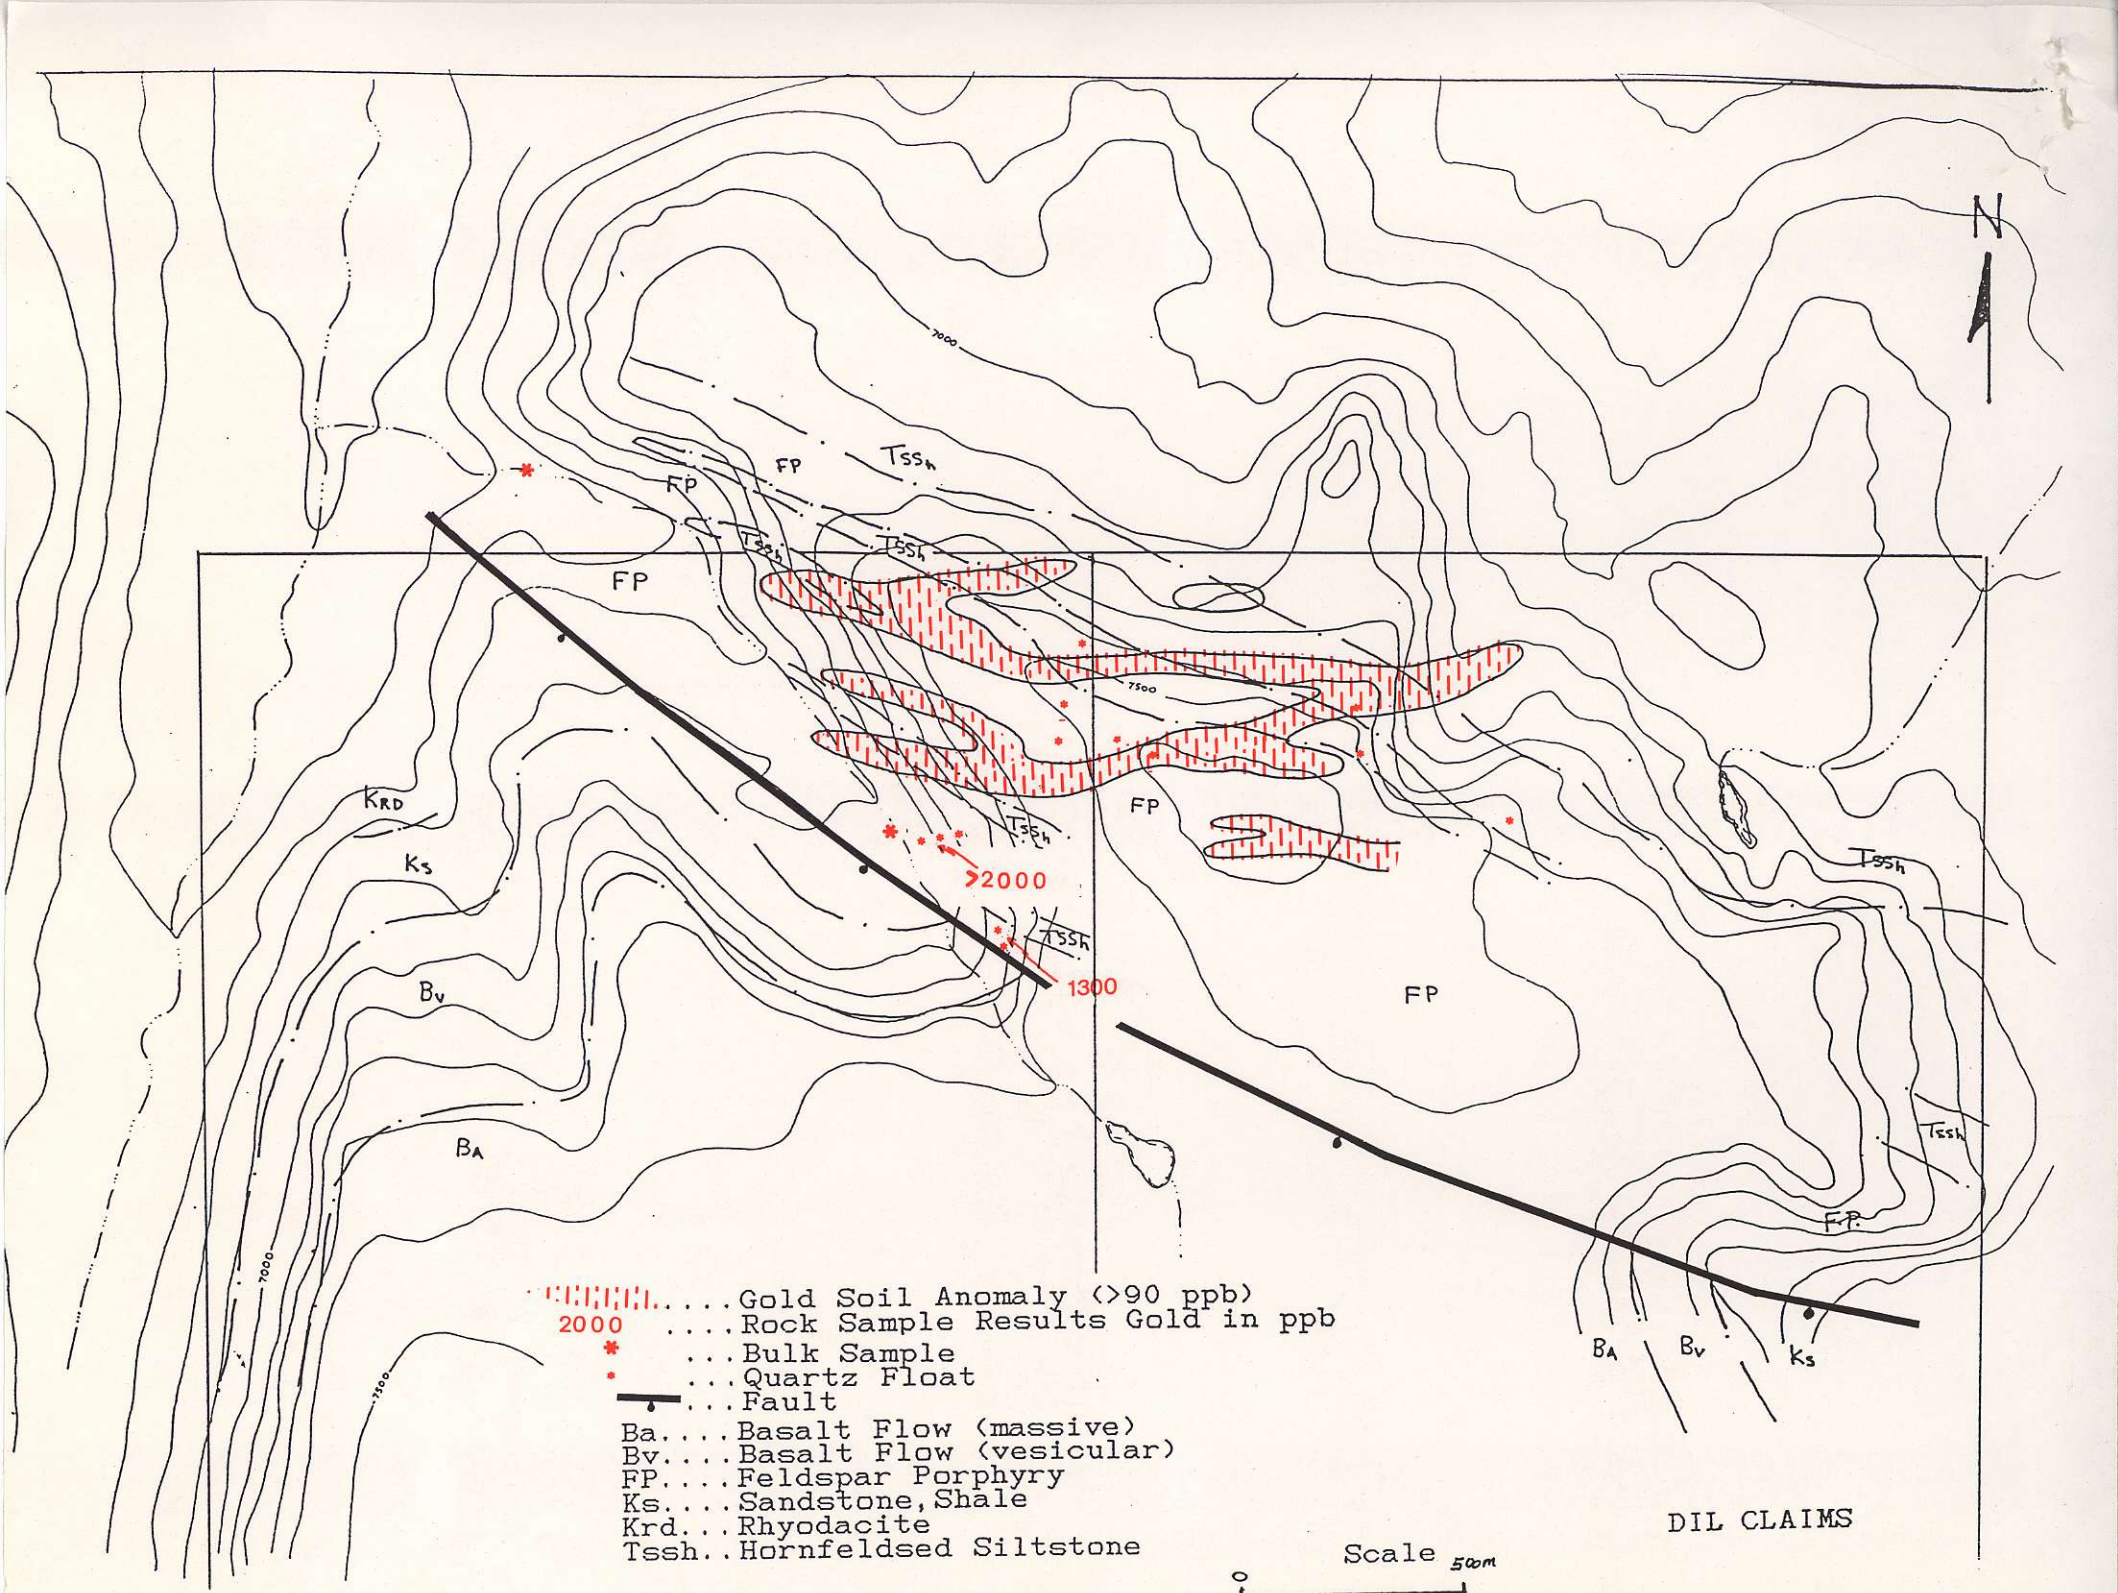 N
7000
TSSh
FP
FP
TSSh
TSSh
FP
7500
KRD
FP
Ks
TSSh
TSSh
>2000
TSSh
1300
FP
Bv
TSSh
BA
FP.
7000
BA
Bv
Ks
7500
..... Gold Soil Anomaly (>90 ppb)
2000 .... Rock Sample Results Gold in ppb
* ... Bulk Sample
* ... Quartz Float
... Fault
Ba.... Basalt Flow (massive)
Bv.... Basalt Flow (vesicular)
FP.... Feldspar Porphyry
Ks.... Sandstone,Shale
Krd... Rhyodacite
Tssh.. Hornfeldsed Siltstone
DIL CLAIMS
Scale 500m
0